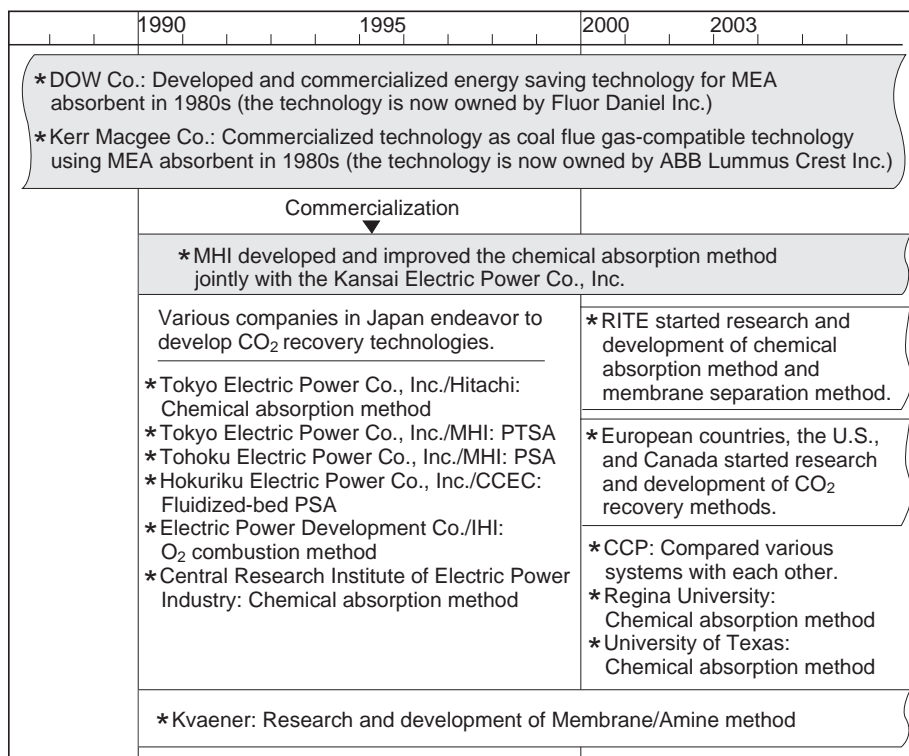 1990 1995 2000 2003
*DOW Co.: Developed and commercialized energy saving technology for MEA
absorbent in 1980s (the technology is now owned by Fluor Daniel Inc.)
*Kerr Macgee Co.: Commercialized technology as coal flue gas-compatible technology
using MEA absorbent in 1980s (the technology is now owned by ABB Lummus Crest Inc.)
Commercialization
*MHI developed and improved the chemical absorption method
jointly with the Kansai Electric Power Co., Inc.
Various companies in Japan endeavor to
develop CO₂ recovery technologies.
*Tokyo Electric Power Co., Inc./Hitachi:
Chemical absorption method
*Tokyo Electric Power Co., Inc./MHI: PTSA
*Tohoku Electric Power Co., Inc./MHI: PSA
*Hokuriku Electric Power Co., Inc./CCEC:
Fluidized-bed PSA
*Electric Power Development Co./IHI:
O₂ combustion method
*Central Research Institute of Electric Power
Industry: Chemical absorption method
*RITE started research and
development of chemical
absorption method and
membrane separation method.
*European countries, the U.S.,
and Canada started research
and development of CO₂
recovery methods.
*CCP: Compared various
systems with each other.
*Regina University:
Chemical absorption method
*University of Texas:
Chemical absorption method
*Kvaener: Research and development of Membrane/Amine method